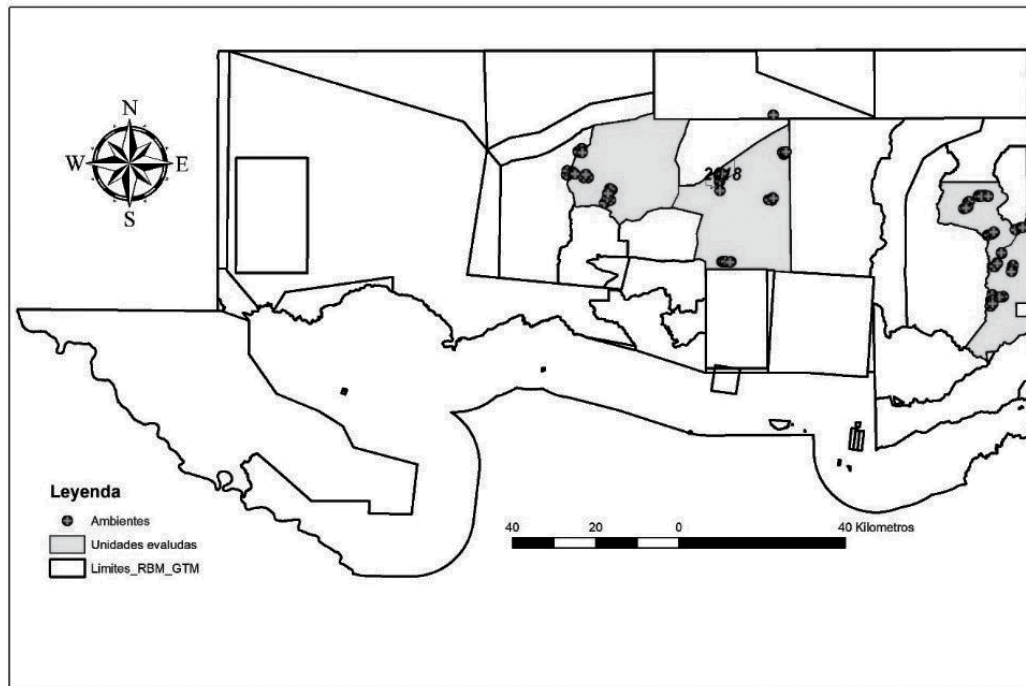 N
W E
S
2018
Leyenda
Ambientes
Unidades evaludas
Limites_RBM_GTM
40 20 0 40 Kilometros